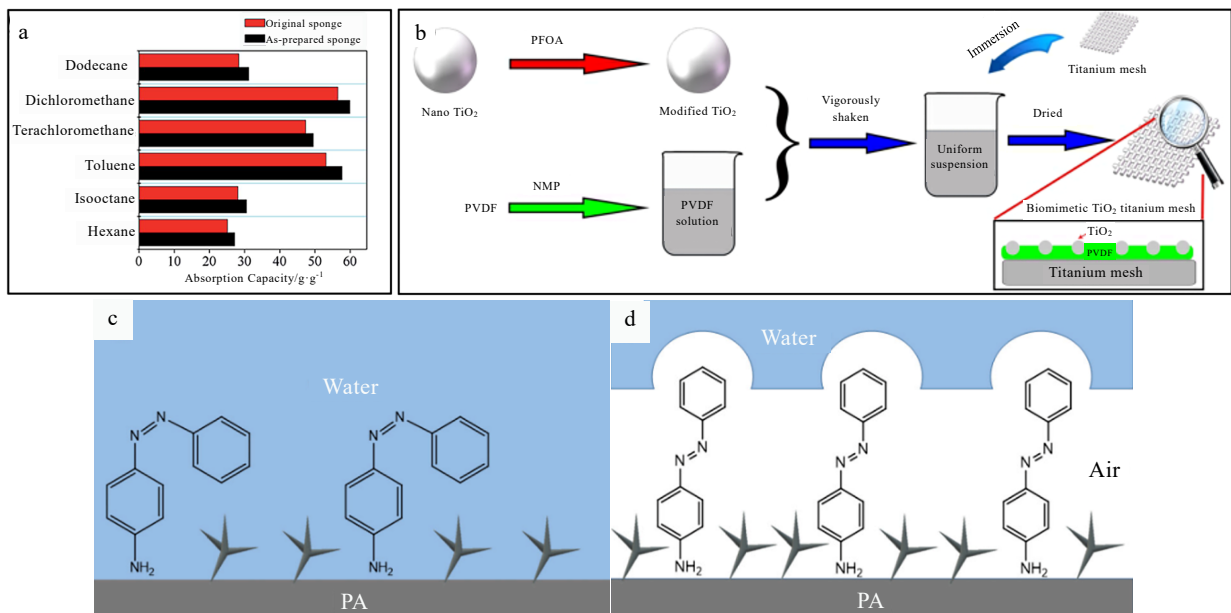 a
Original sponge
As-prepared sponge
Dodecane
Dichloromethane
Terachloromethane
Toluene
Isooctane
Hexane
0 10 20 30 40 50 60
Absorption Capacity/g·g⁻¹
b
PFOA
Nano TiO₂
Modified TiO₂
Immersion
Titanium mesh
Vigorously
shaken
Uniform
suspension
Dried
PVDF
NMP
PVDF
solution
Biomimetic TiO₂ titanium mesh
TiO₂
PVDF
Titanium mesh
c
Water
N
N
N
N
NH₂
NH₂
PA
d
Water
N
N
N
N
N
N
Air
NH₂
NH₂
NH₂
PA